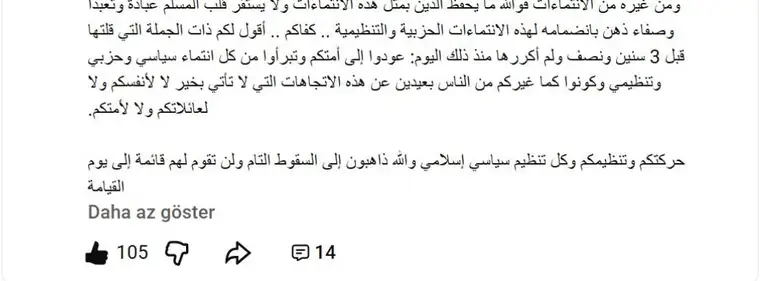 ومن غيره من الانتماءات فوالله ما يحفظ الدين بمثل هذه الانتماءات ولا يستقر قلب المسلم عبادة وتعبدا
وصفاء ذهن بانضمامه لهذه الانتماءات الحزبية والتنظيمية .. كفاكم .. أقول لكم ذات الجملة التي قلتها
قبل 3 سنين ونصف ولم أكررها منذ ذلك اليوم: عودوا إلى أمتكم وتبرأوا من كل انتماء سياسي وحزبي
وتنظيمي وكونوا كما غيركم من الناس بعيدين عن هذه الاتجاهات التي لا تأتي بخير لا لأنفسكم ولا
لعائلاتكم ولا لأمتكم.
حركتكم وتنظيمكم وكل تنظيم سياسي إسلامي والله ذاهبون إلى السقوط التام ولن تقوم لهم قائمة إلى يوم
القيامة
Daha az göster
105 14